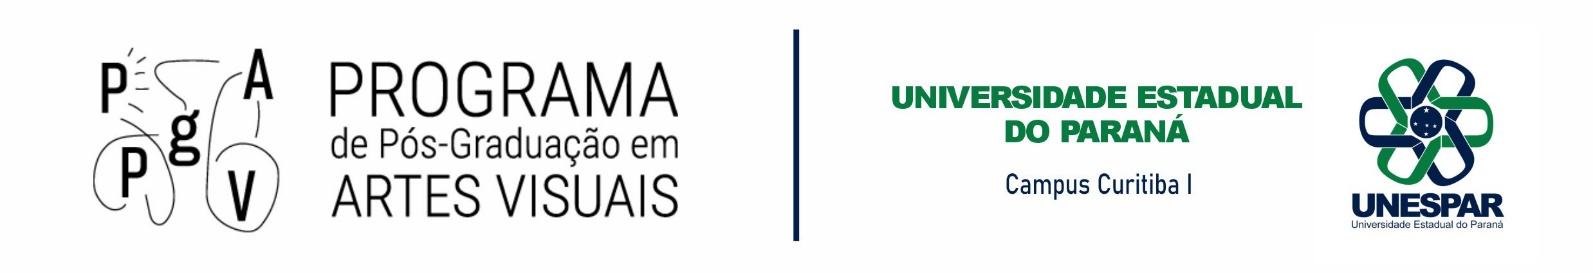 P
A
g
P
V
PROGRAMA
de Pós-Graduação em
ARTES VISUAIS
UNIVERSIDADE ESTADUAL
DO PARANÁ
Campus Curitiba I
UNESPAR
Universidade Estadual do Paraná